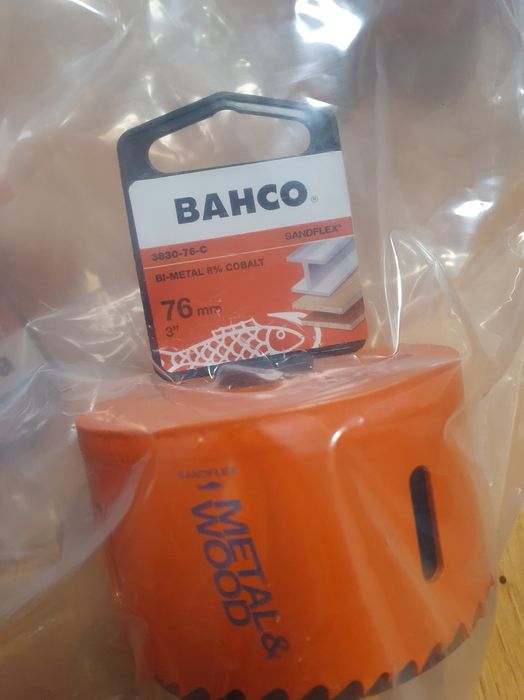 BAHCO®
3830-76-C
SANDFLEX®
BI-METAL 8% COBALT
76 mm
3"
SANDFLEX
METAL &
WOOD